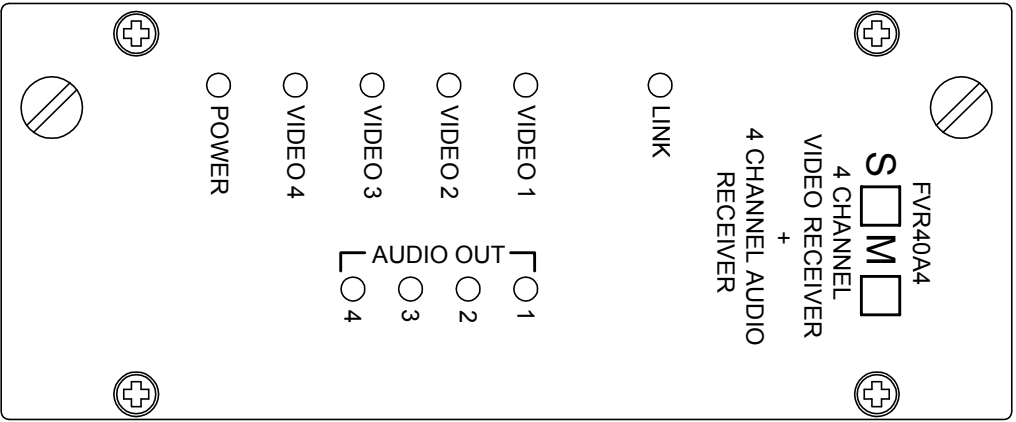 FVR40A4
S M
4 CHANNEL
VIDEO RECEIVER
+
4 CHANNEL AUDIO
RECEIVER
LINK
VIDEO 1
VIDEO 2
VIDEO 3
VIDEO 4
POWER
AUDIO OUT
1
2
3
4